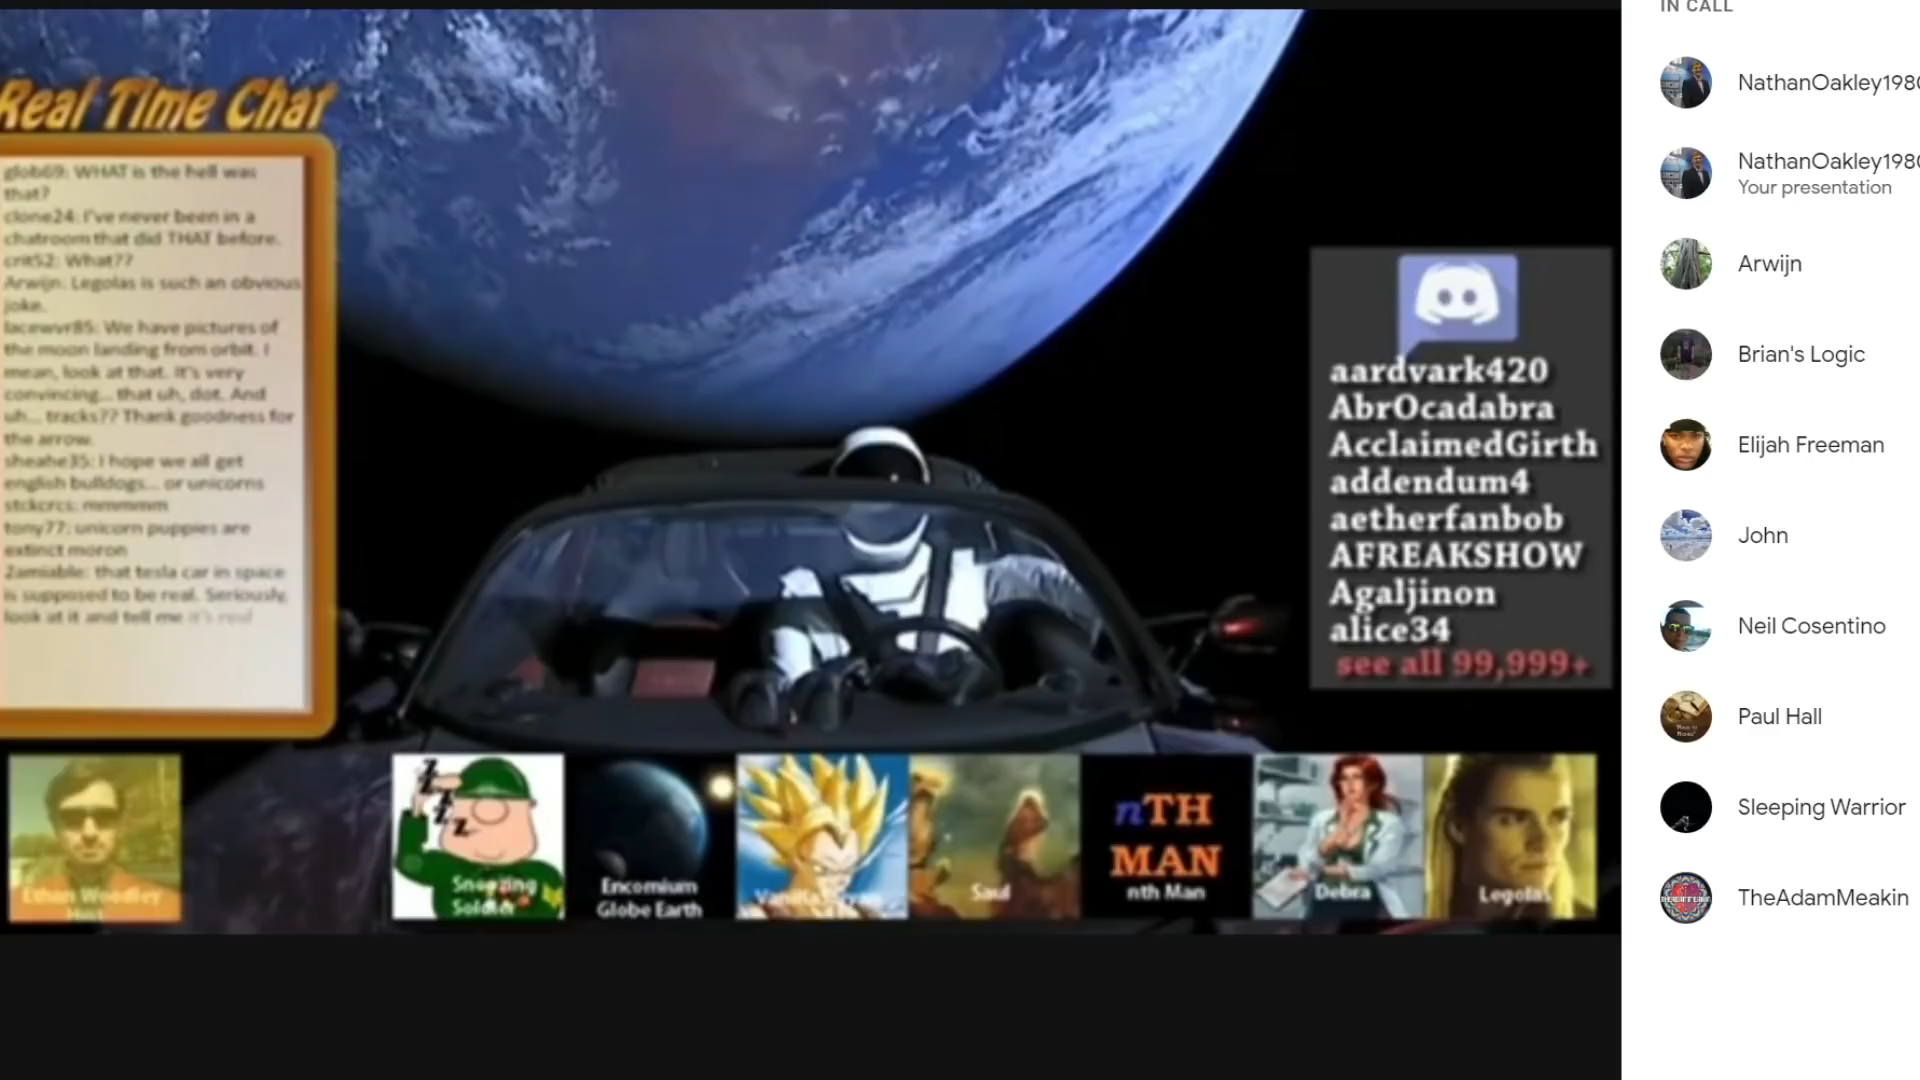 IN CALL
Real Time Chat
glob69: WHAT is the hell was
that?
clone24: I've never been in a
chatroom that did THAT before.
crit52: What??
Arwijn: Legolas is such an obvious
joke.
lacewvr85: We have pictures of
the moon landing from orbit. I
mean, look at that. It's very
convincing... that uh, dot. And
uh... tracks?? Thank goodness for
the arrow.
sheahe35: I hope we all get
english bulldogs... or unicorns
stckcrcs: mmmmm
tony77: unicorn puppies are
extinct moron
Zamiable: that tesla car in space
is supposed to be real. Seriously,
look at it and tell me it's real
aardvark420
AbrOcadabra
AcclaimedGirth
addendum4
aetherfanbob
AFREAKSHOW
Agaljinon
alice34
see all 99,999+
Ethan Woodley
Host
Snoozing
Soldier
Encomium
Globe Earth
Saul
nTH
MAN
nth Man
Debra
Legolas
NathanOakley198
NathanOakley198
Your presentation
Arwijn
Brian's Logic
Elijah Freeman
John
Neil Cosentino
Paul Hall
Sleeping Warrior
TheAdamMeakin